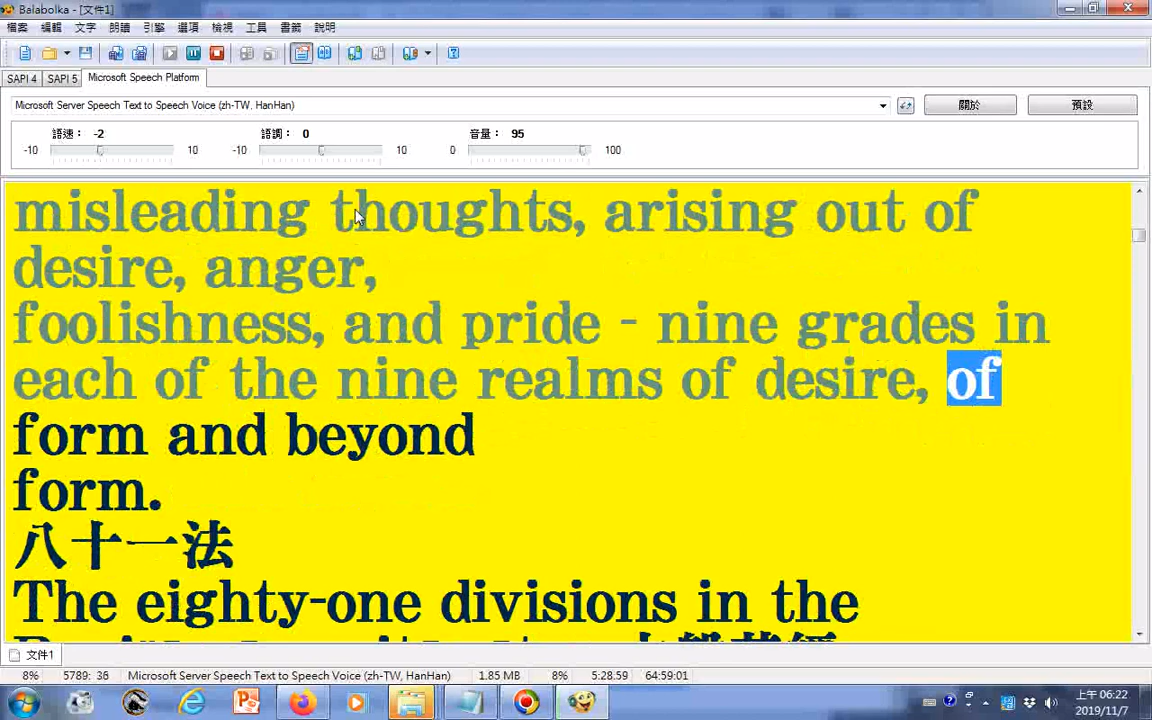 Balabolka - [文件1]
檔案 編輯 文字 朗讀 引擎 選項 檢視 工具 書籤 說明
SAPI 4 SAPI 5 Microsoft Speech Platform
Microsoft Server Speech Text to Speech Voice (zh-TW, HanHan) 關於 預設
語速： -2 語調： 0 音量： 95
-10 10 -10 10 0 100
misleading thoughts, arising out of
desire, anger,
foolishness, and pride - nine grades in
each of the nine realms of desire, of
form and beyond
form.
八十一法
The eighty-one divisions in the
文件1
8% 5789: 36 Microsoft Server Speech Text to Speech Voice (zh-TW, HanHan) 1.85 MB 8% 5:28:59 64:59:01
上午 06:22
2019/11/7